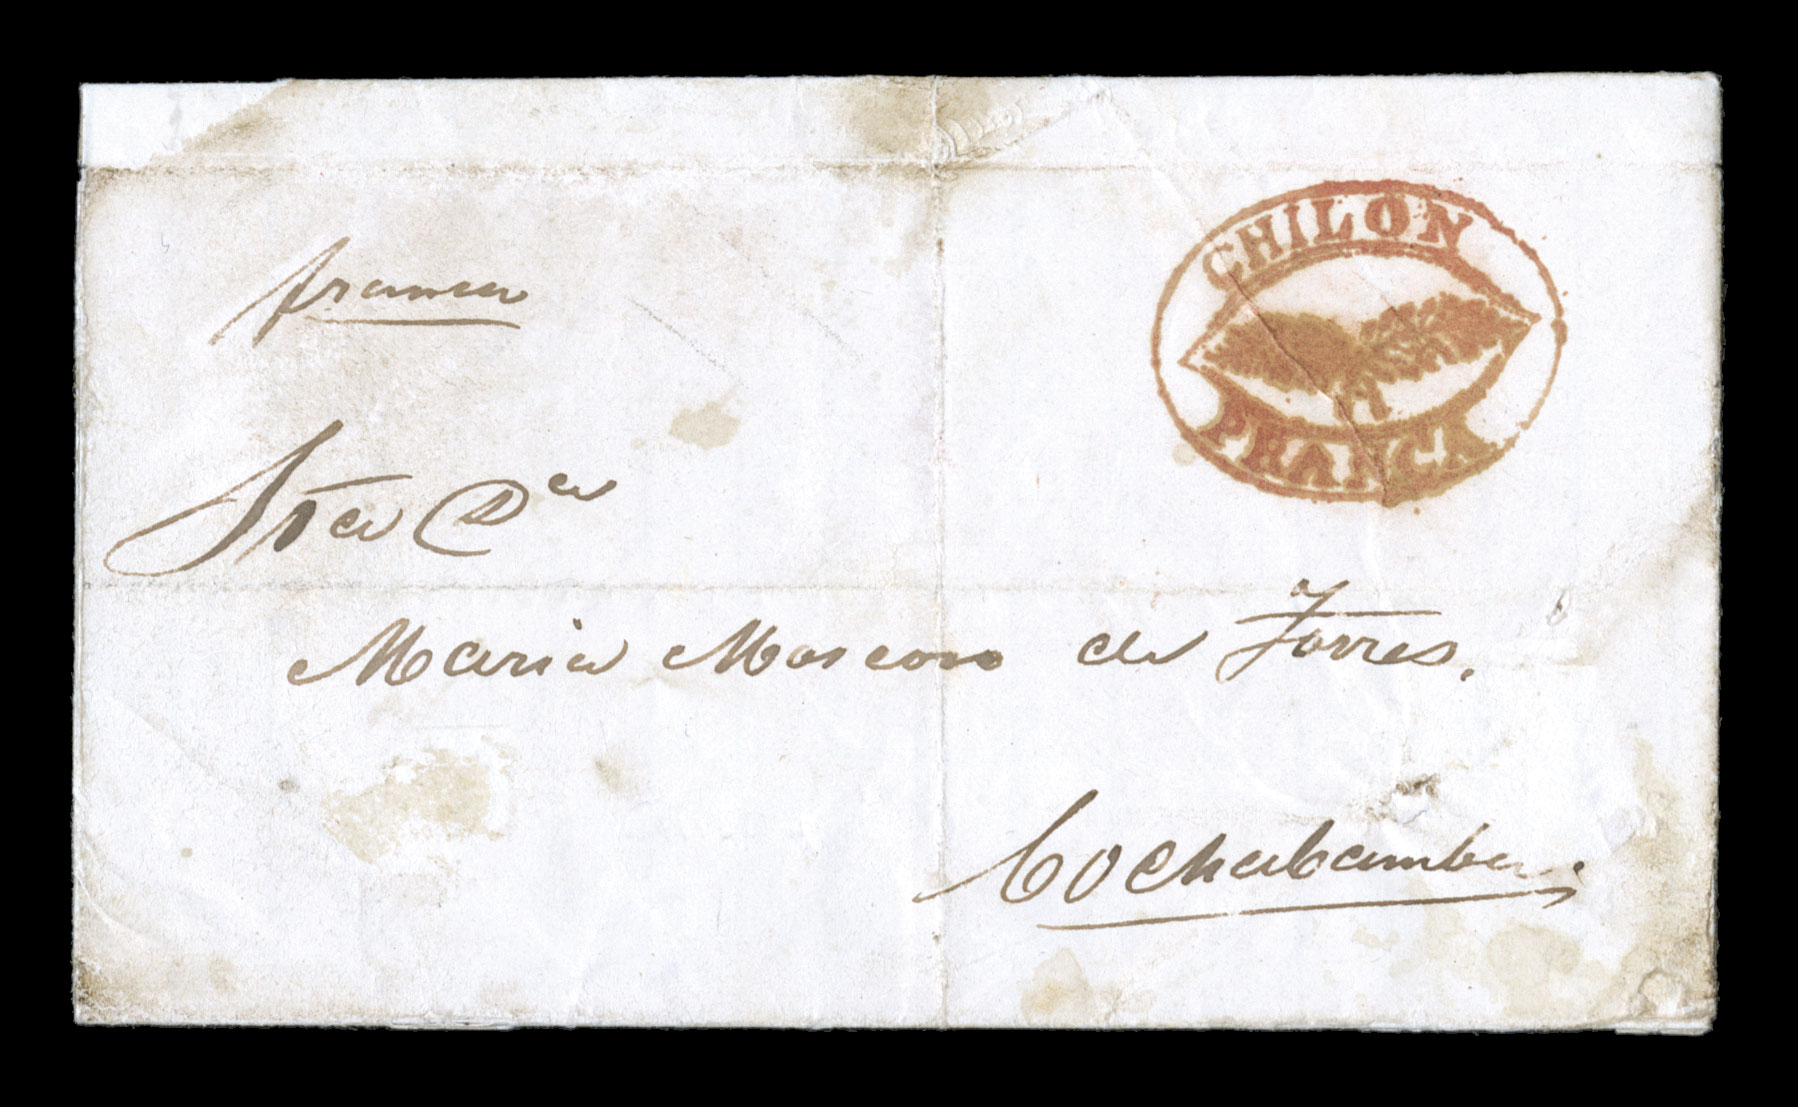 franca
CHILON
FRANCA
Sra Da
Maria Moscoso de Torres.
Cochabamba.